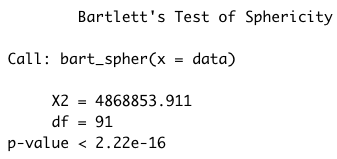 Bartlett's Test of Sphericity
Call: bart_spher(x = data)
X2 = 4868853.911
df = 91
p-value < 2.22e-16